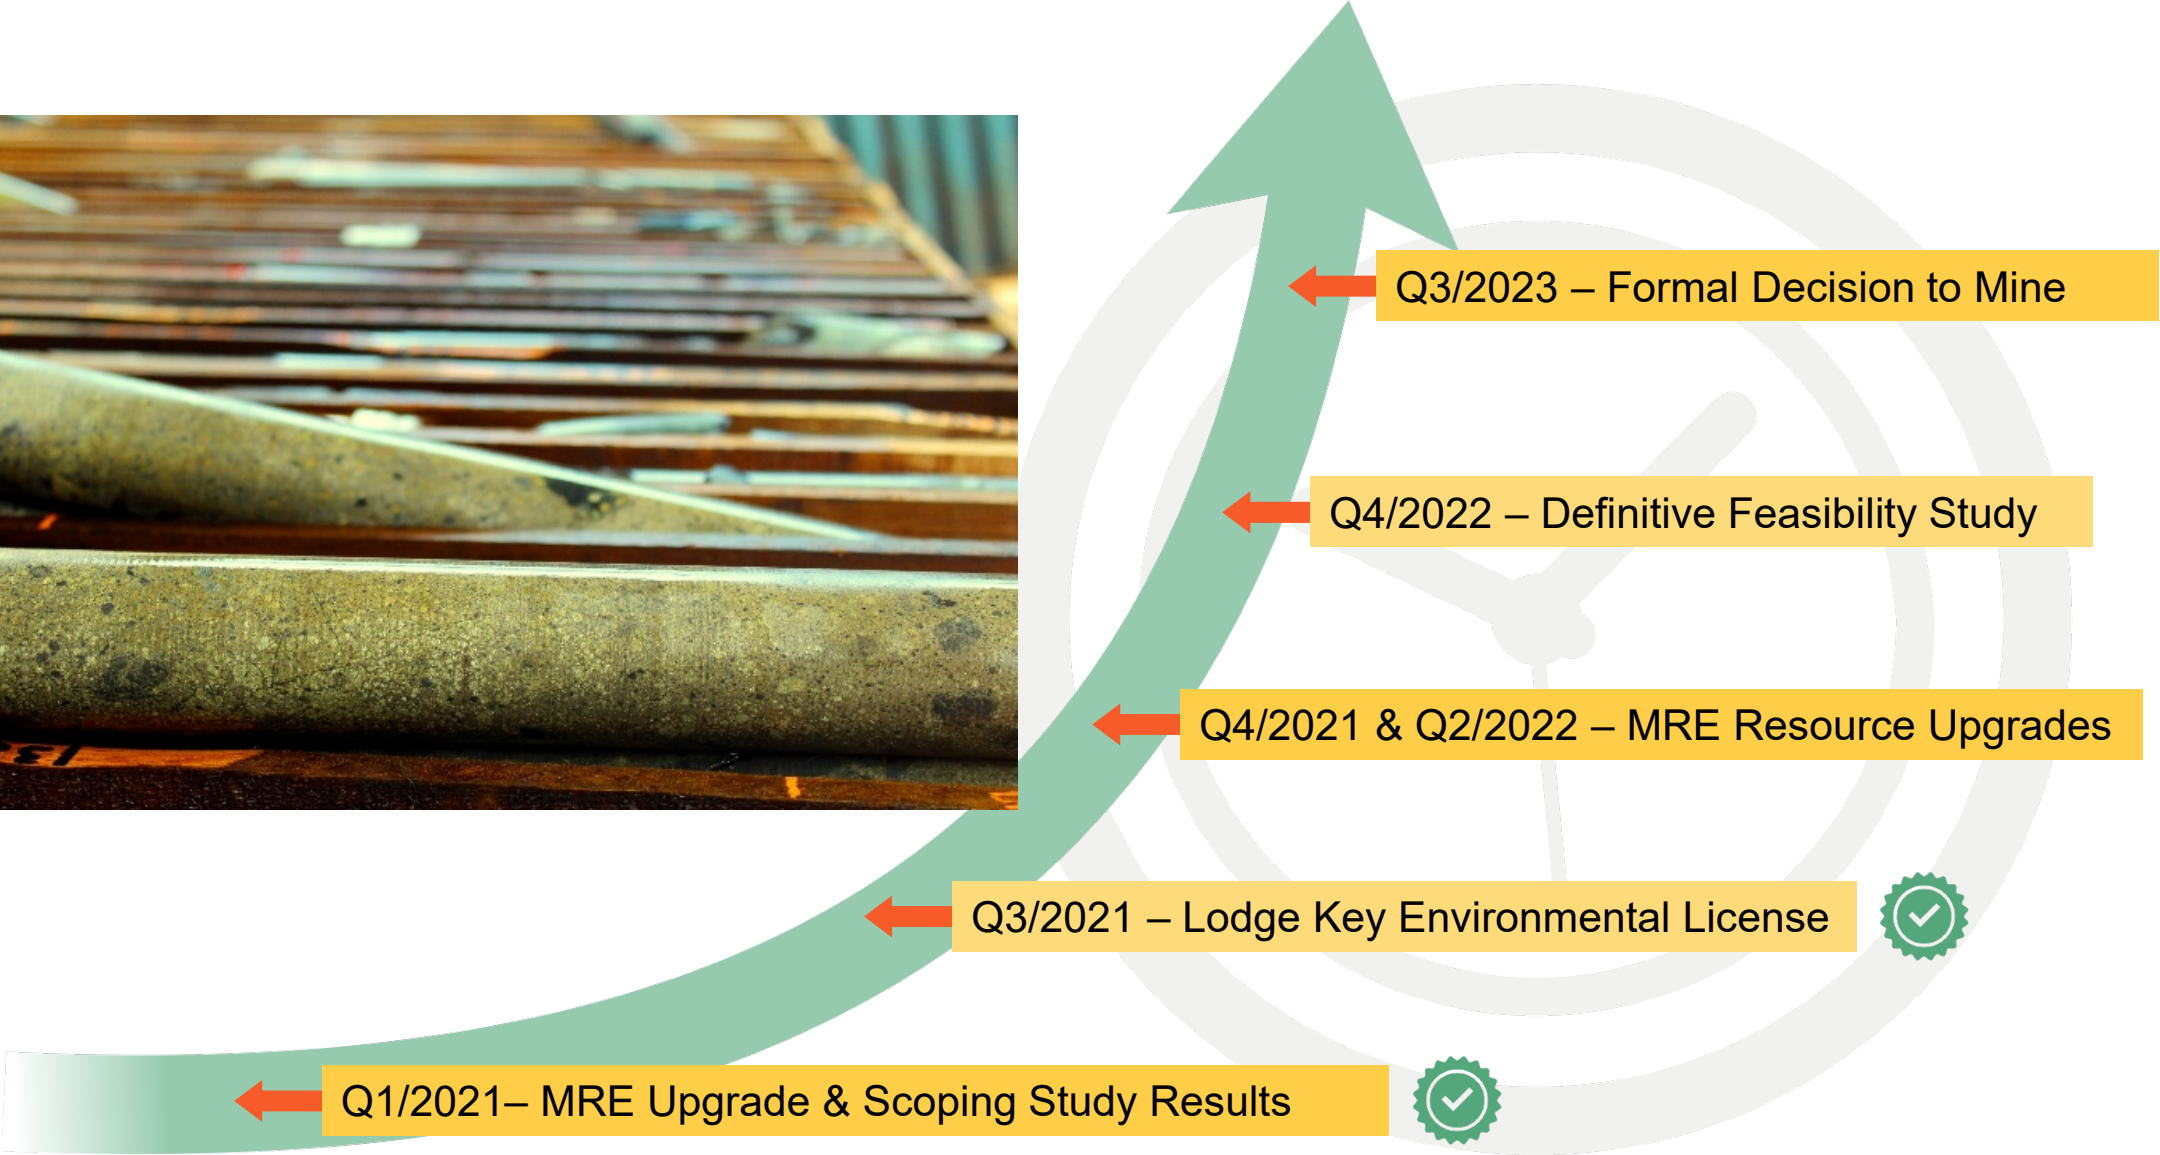 Q3/2023 – Formal Decision to Mine
Q4/2022 – Definitive Feasibility Study
Q4/2021 & Q2/2022 – MRE Resource Upgrades
Q3/2021 – Lodge Key Environmental License
Q1/2021– MRE Upgrade & Scoping Study Results